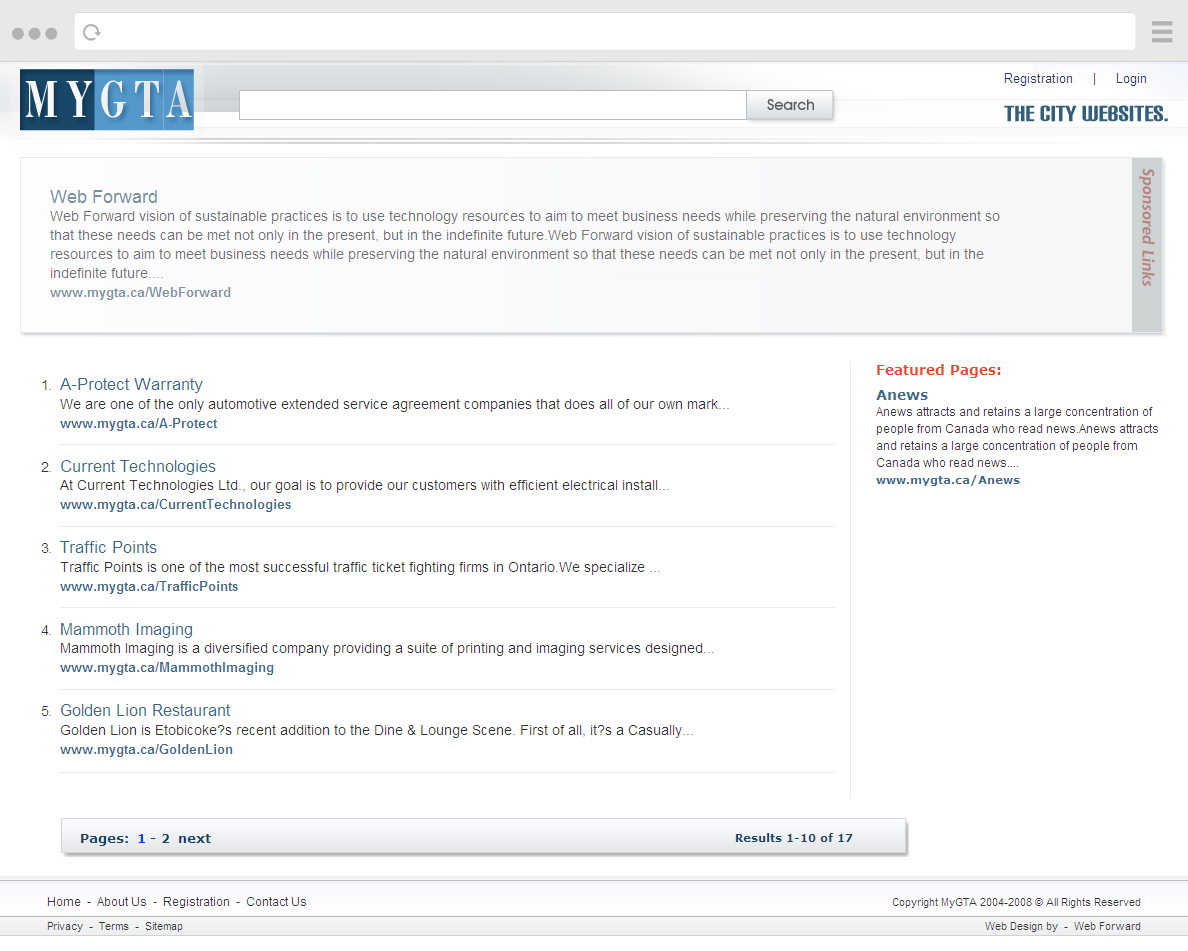 MYGTA
Search
Registration | Login
THE CITY WEBSITES.
Web Forward
Web Forward vision of sustainable practices is to use technology resources to aim to meet business needs while preserving the natural environment so
that these needs can be met not only in the present, but in the indefinite future.Web Forward vision of sustainable practices is to use technology
resources to aim to meet business needs while preserving the natural environment so that these needs can be met not only in the present, but in the
indefinite future....
www.mygta.ca/WebForward
Sponsored Links
1. A-Protect Warranty
We are one of the only automotive extended service agreement companies that does all of our own mark...
www.mygta.ca/A-Protect
2. Current Technologies
At Current Technologies Ltd., our goal is to provide our customers with efficient electrical install...
www.mygta.ca/CurrentTechnologies
3. Traffic Points
Traffic Points is one of the most successful traffic ticket fighting firms in Ontario.We specialize ...
www.mygta.ca/TrafficPoints
4. Mammoth Imaging
Mammoth Imaging is a diversified company providing a suite of printing and imaging services designed...
www.mygta.ca/MammothImaging
5. Golden Lion Restaurant
Golden Lion is Etobicoke?s recent addition to the Dine & Lounge Scene. First of all, it?s a Casually...
www.mygta.ca/GoldenLion
Featured Pages:
Anews
Anews attracts and retains a large concentration of
people from Canada who read news.Anews attracts
and retains a large concentration of people from
Canada who read news....
www.mygta.ca/Anews
Pages: 1 - 2 next
Results 1-10 of 17
Home - About Us - Registration - Contact Us
Copyright MyGTA 2004-2008 © All Rights Reserved
Privacy - Terms - Sitemap
Web Design by - Web Forward